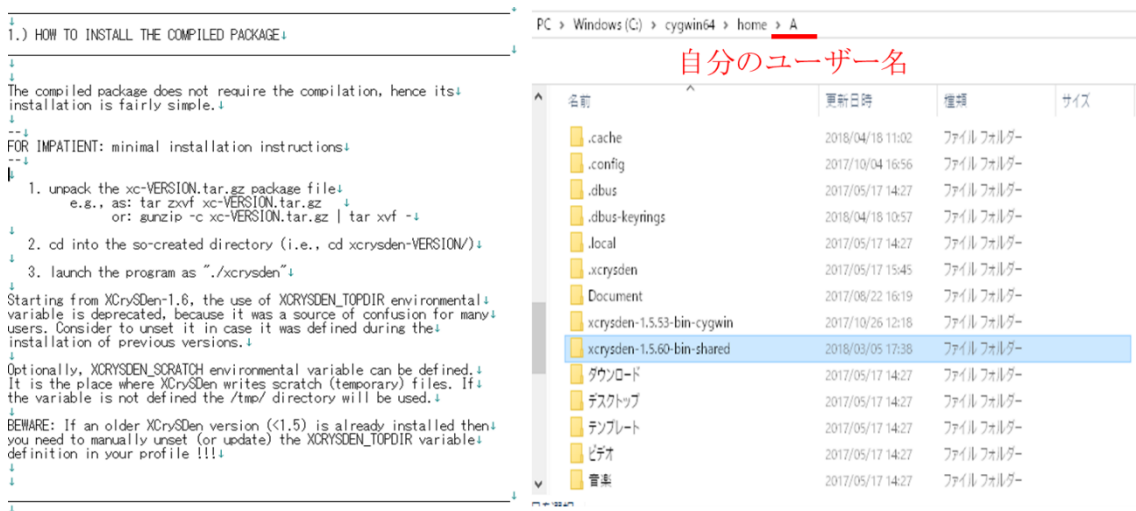 1.) HOW TO INSTALL THE COMPILED PACKAGE↓
The compiled package does not require the compilation, hence its↓
installation is fairly simple.↓
--↓
FOR IMPATIENT: minimal installation instructions↓
--↓
1. unpack the xc-VERSION.tar.gz package file↓
e.g., as: tar zxvf xc-VERSION.tar.gz ↓
or: gunzip -c xc-VERSION.tar.gz | tar xvf -↓
2. cd into the so-created directory (i.e., cd xcrysden-VERSION/)↓
3. launch the program as "./xcrysden"↓
Starting from XCrySDen-1.6, the use of XCRYSDEN_TOPDIR environmental↓
variable is deprecated, because it was a source of confusion for many↓
users. Consider to unset it in case it was defined during the↓
installation of previous versions.↓
Optionally, XCRYSDEN_SCRATCH environmental variable can be defined.↓
It is the place where XCrySDen writes scratch (temporary) files. If↓
the variable is not defined the /tmp/ directory will be used.↓
BEWARE: If an older XCrySDen version (<1.5) is already installed then↓
you need to manually unset (or update) the XCRYSDEN_TOPDIR variable↓
definition in your profile !!!↓
PC > Windows (C:) > cygwin64 > home > A
自分のユーザー名
名前 更新日時 種類 サイズ
.cache 2018/04/18 11:02 ファイル フォルダー
.config 2017/10/04 16:56 ファイル フォルダー
.dbus 2017/05/17 14:27 ファイル フォルダー
.dbus-keyrings 2018/04/18 10:57 ファイル フォルダー
.local 2017/05/17 14:27 ファイル フォルダー
.xcrysden 2017/05/17 15:45 ファイル フォルダー
Document 2017/08/22 16:19 ファイル フォルダー
xcrysden-1.5.53-bin-cygwin 2017/10/26 12:18 ファイル フォルダー
xcrysden-1.5.60-bin-shared 2018/03/05 17:38 ファイル フォルダー
ダウンロード 2017/05/17 14:27 ファイル フォルダー
デスクトップ 2017/05/17 14:27 ファイル フォルダー
テンプレート 2017/05/17 14:27 ファイル フォルダー
ビデオ 2017/05/17 14:27 ファイル フォルダー
音楽 2017/05/17 14:27 ファイル フォルダー